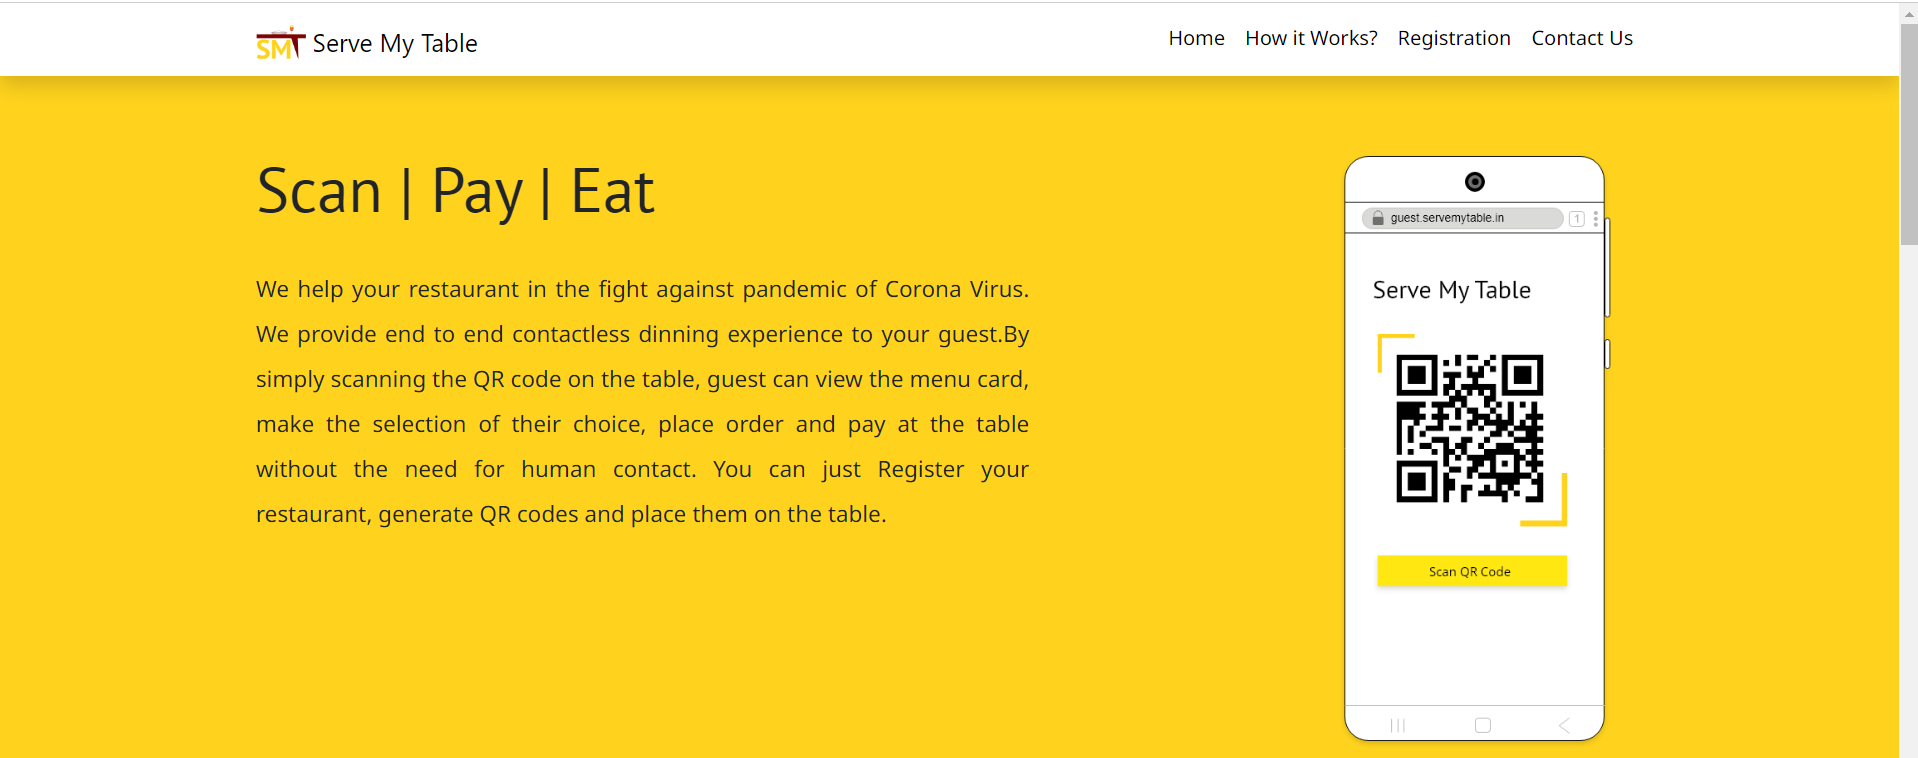 SMT Serve My Table
Home How it Works? Registration Contact Us
Scan | Pay | Eat
We help your restaurant in the fight against pandemic of Corona Virus.
We provide end to end contactless dinning experience to your guest.By
simply scanning the QR code on the table, guest can view the menu card,
make the selection of their choice, place order and pay at the table
without the need for human contact. You can just Register your
restaurant, generate QR codes and place them on the table.
guest.servemytable.in 1
Serve My Table
Scan QR Code